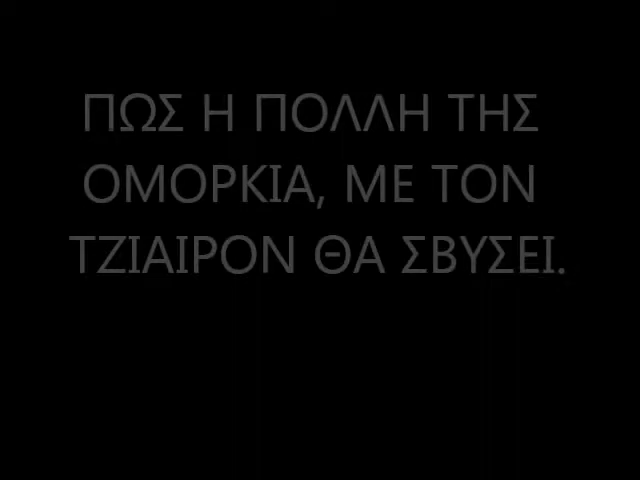 ΠΩΣ Η ΠΟΛΛΗ ΤΗΣ
ΟΜΟΡΚΙΑ, ΜΕ ΤΟΝ
ΤΖΙΑΙΡΟΝ ΘΑ ΣΒΥΣΕΙ.